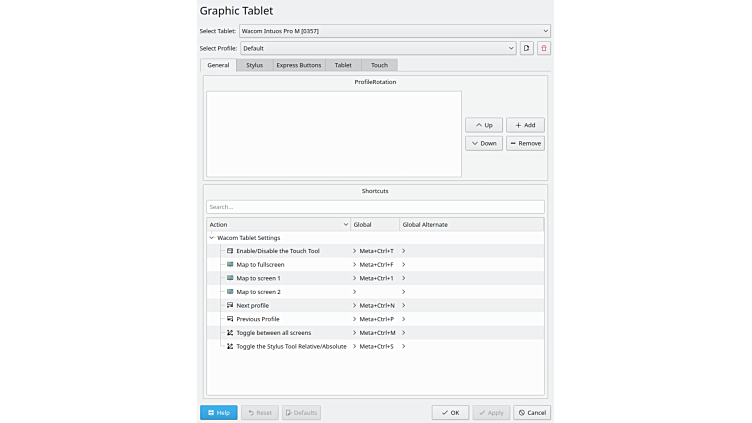 Graphic Tablet
Select Tablet: Wacom Intuos Pro M [0357]
Select Profile: Default
General Stylus Express Buttons Tablet Touch
ProfileRotation
Up Add
Down Remove
Shortcuts
Search...
Action Global Global Alternate
Wacom Tablet Settings
Enable/Disable the Touch Tool Meta+Ctrl+T
Map to fullscreen Meta+Ctrl+F
Map to screen 1 Meta+Ctrl+1
Map to screen 2
Next profile Meta+Ctrl+N
Previous Profile Meta+Ctrl+P
Toggle between all screens Meta+Ctrl+M
Toggle the Stylus Tool Relative/Absolute Meta+Ctrl+S
Help Reset Defaults OK Apply Cancel